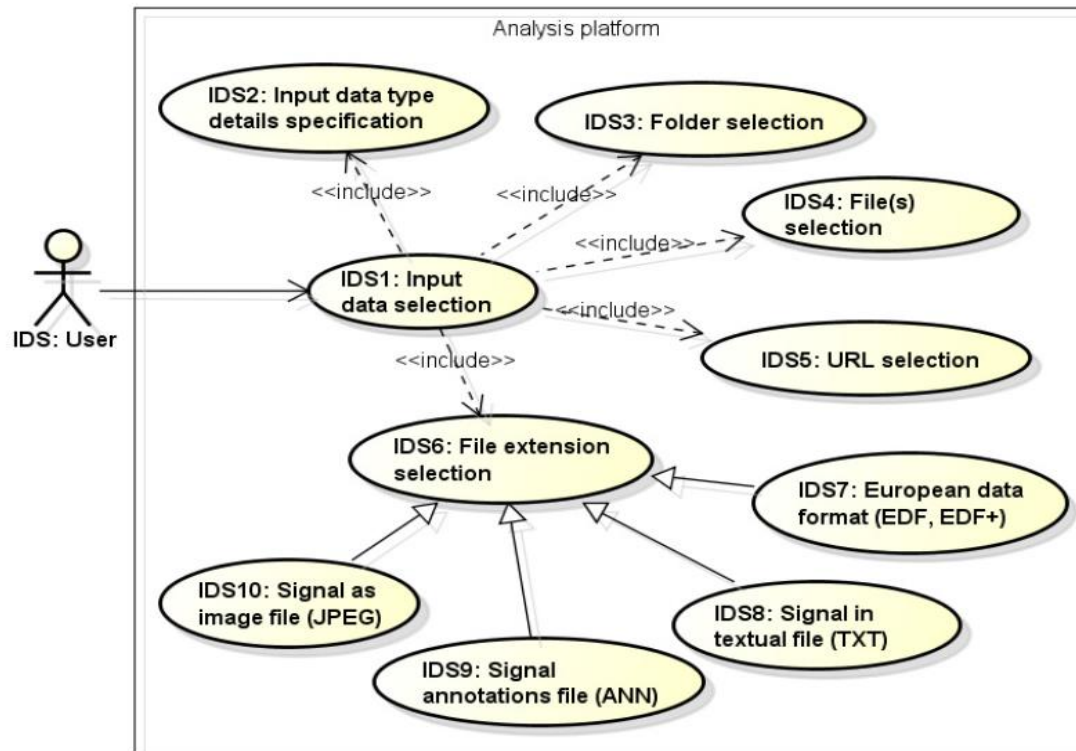 Analysis platform
IDS2: Input data type
details specification
IDS3: Folder selection
<<include>>
<<include>>
IDS4: File(s)
selection
<<include>>
IDS1: Input
data selection
<<include>>
IDS: User
IDS5: URL selection
<<include>>
IDS6: File extension
selection
IDS7: European data
format (EDF, EDF+)
IDS10: Signal as
image file (JPEG)
IDS8: Signal in
textual file (TXT)
IDS9: Signal
annotations file (ANN)